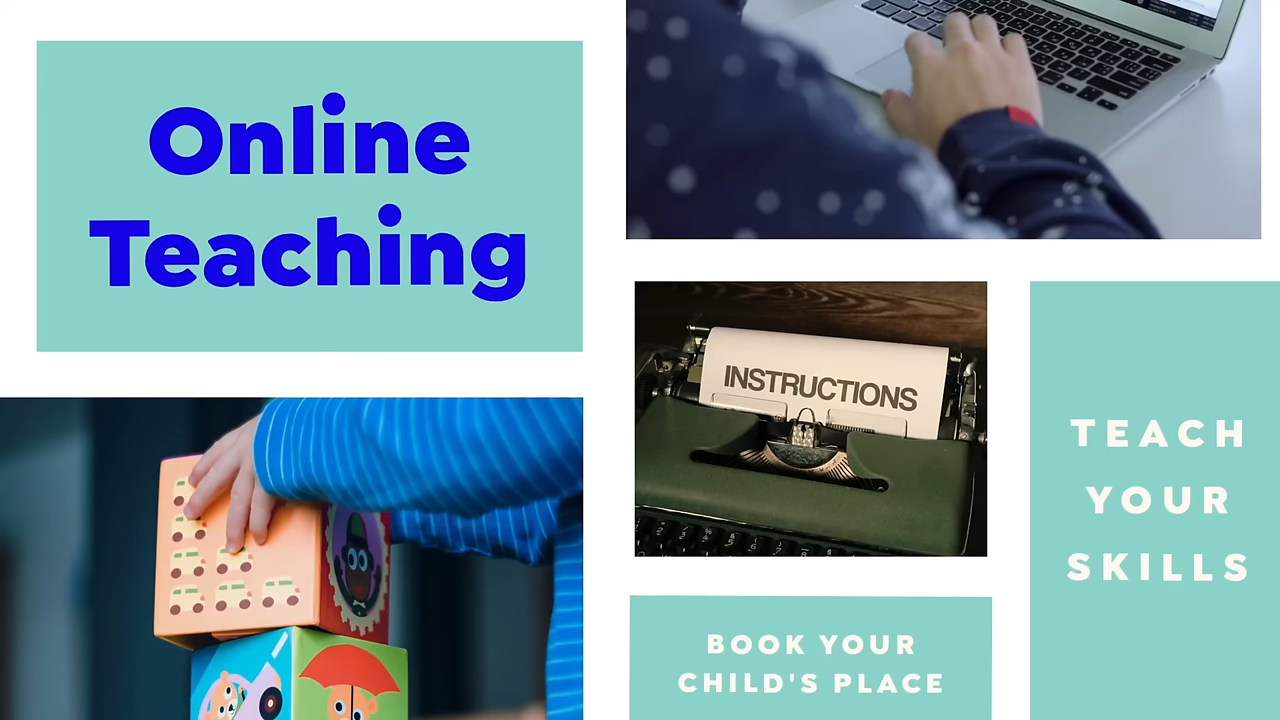 Online
Teaching
INSTRUCTIONS
TEACH
YOUR
SKILLS
BOOK YOUR
CHILD'S PLACE